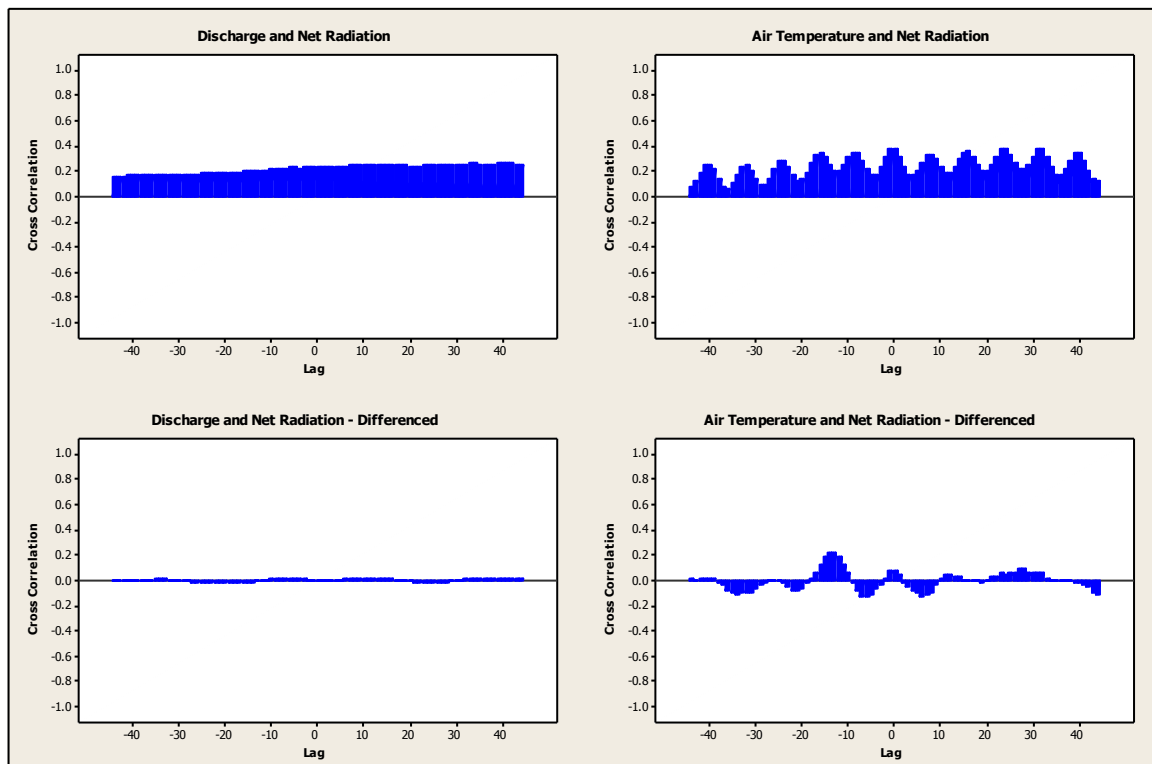 Discharge and Net Radiation
Cross Correlation
1.0
0.8
0.6
0.4
0.2
0.0
-0.2
-0.4
-0.6
-0.8
-1.0
-40 -30 -20 -10 0 10 20 30 40
Lag
Air Temperature and Net Radiation
Cross Correlation
1.0
0.8
0.6
0.4
0.2
0.0
-0.2
-0.4
-0.6
-0.8
-1.0
-40 -30 -20 -10 0 10 20 30 40
Lag
Discharge and Net Radiation - Differenced
Cross Correlation
1.0
0.8
0.6
0.4
0.2
0.0
-0.2
-0.4
-0.6
-0.8
-1.0
-40 -30 -20 -10 0 10 20 30 40
Lag
Air Temperature and Net Radiation - Differenced
Cross Correlation
1.0
0.8
0.6
0.4
0.2
0.0
-0.2
-0.4
-0.6
-0.8
-1.0
-40 -30 -20 -10 0 10 20 30 40
Lag